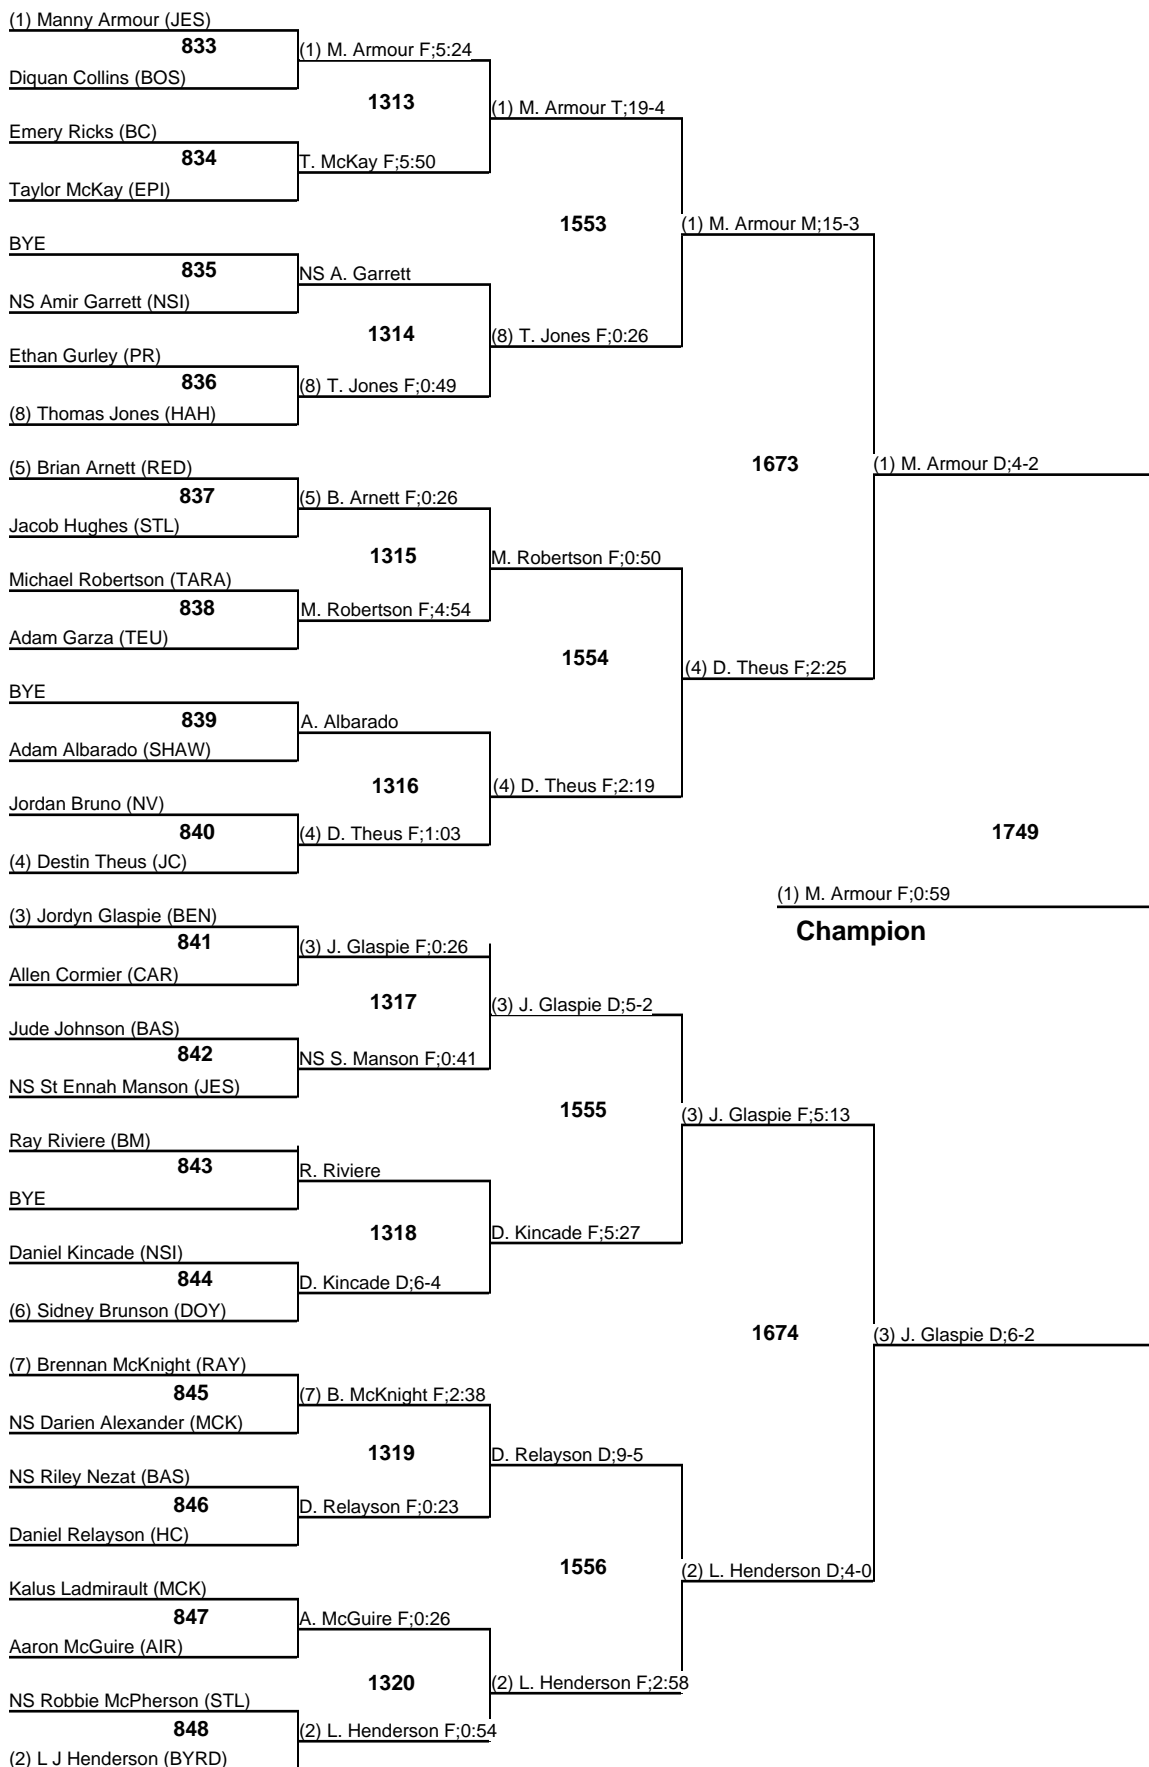 (1) Manny Armour (JES)
833
(1) M. Armour F;5:24
Diquan Collins (BOS)
1313
(1) M. Armour T;19-4
Emery Ricks (BC)
834
T. McKay F;5:50
Taylor McKay (EPI)
1553
(1) M. Armour M;15-3
BYE
835
NS A. Garrett
NS Amir Garrett (NSI)
1314
(8) T. Jones F;0:26
Ethan Gurley (PR)
836
(8) T. Jones F;0:49
(8) Thomas Jones (HAH)
1673
(1) M. Armour D;4-2
(5) Brian Arnett (RED)
837
(5) B. Arnett F;0:26
Jacob Hughes (STL)
1315
M. Robertson F;0:50
Michael Robertson (TARA)
838
M. Robertson F;4:54
Adam Garza (TEU)
1554
(4) D. Theus F;2:25
BYE
839
A. Albarado
Adam Albarado (SHAW)
1316
(4) D. Theus F;2:19
Jordan Bruno (NV)
840
(4) D. Theus F;1:03
(4) Destin Theus (JC)
1749
(1) M. Armour F;0:59
Champion
(3) Jordyn Glaspie (BEN)
841
(3) J. Glaspie F;0:26
Allen Cormier (CAR)
1317
(3) J. Glaspie D;5-2
Jude Johnson (BAS)
842
NS S. Manson F;0:41
NS St Ennah Manson (JES)
1555
(3) J. Glaspie F;5:13
Ray Riviere (BM)
843
R. Riviere
BYE
1318
D. Kincade F;5:27
Daniel Kincade (NSI)
844
D. Kincade D;6-4
(6) Sidney Brunson (DOY)
1674
(3) J. Glaspie D;6-2
(7) Brennan McKnight (RAY)
845
(7) B. McKnight F;2:38
NS Darien Alexander (MCK)
1319
D. Relayson D;9-5
NS Riley Nezat (BAS)
846
D. Relayson F;0:23
Daniel Relayson (HC)
1556
(2) L. Henderson D;4-0
Kalus Ladmirault (MCK)
847
A. McGuire F;0:26
Aaron McGuire (AIR)
1320
(2) L. Henderson F;2:58
NS Robbie McPherson (STL)
848
(2) L. Henderson F;0:54
(2) L J Henderson (BYRD)